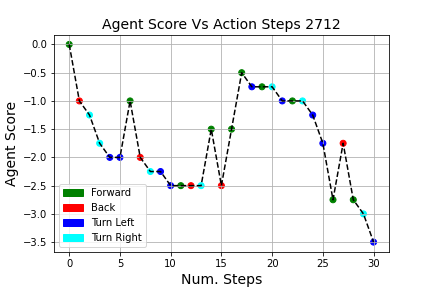 Agent Score Vs Action Steps 2712
0.0
−0.5
−1.0
−1.5
−2.0
−2.5
−3.0
−3.5
Agent Score
Forward
Back
Turn Left
Turn Right
0 5 10 15 20 25 30
Num. Steps